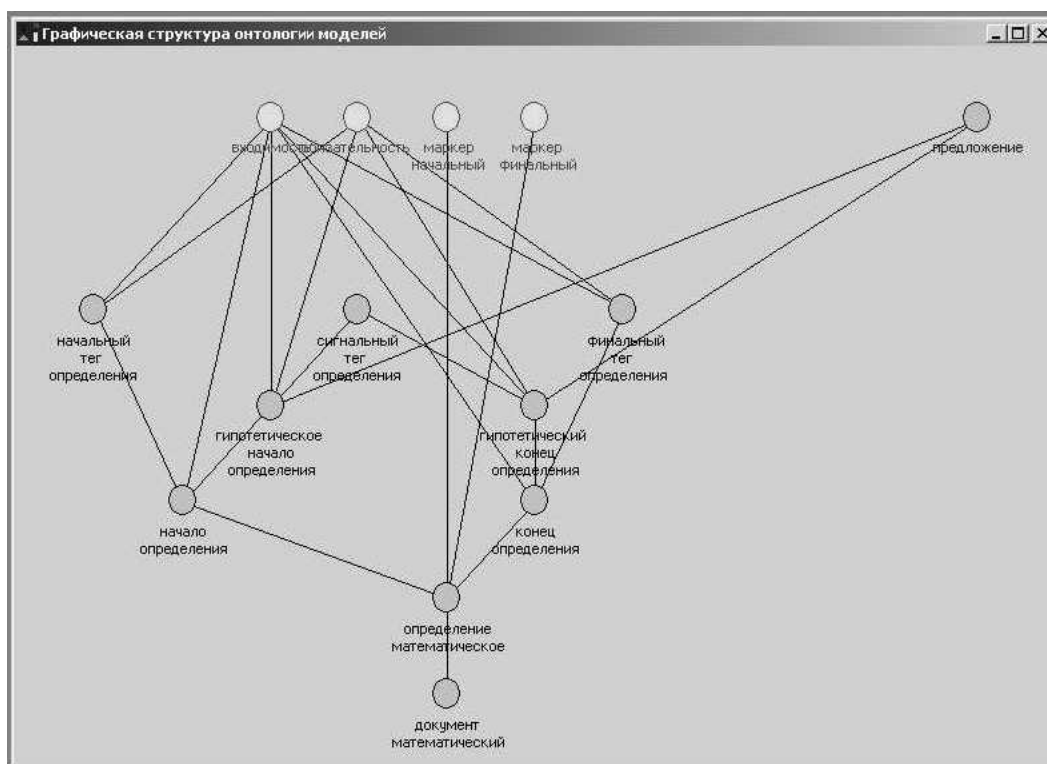 Графическая структура онтологии моделей
входимость
обязательность
маркер
начальный
маркер
финальный
предложение
начальный
тег
определения
сигнальный
тег
определения
финальный
тег
определения
гипотетическое
начало
определения
гипотетический
конец
определения
начало
определения
конец
определения
определение
математическое
документ
математический